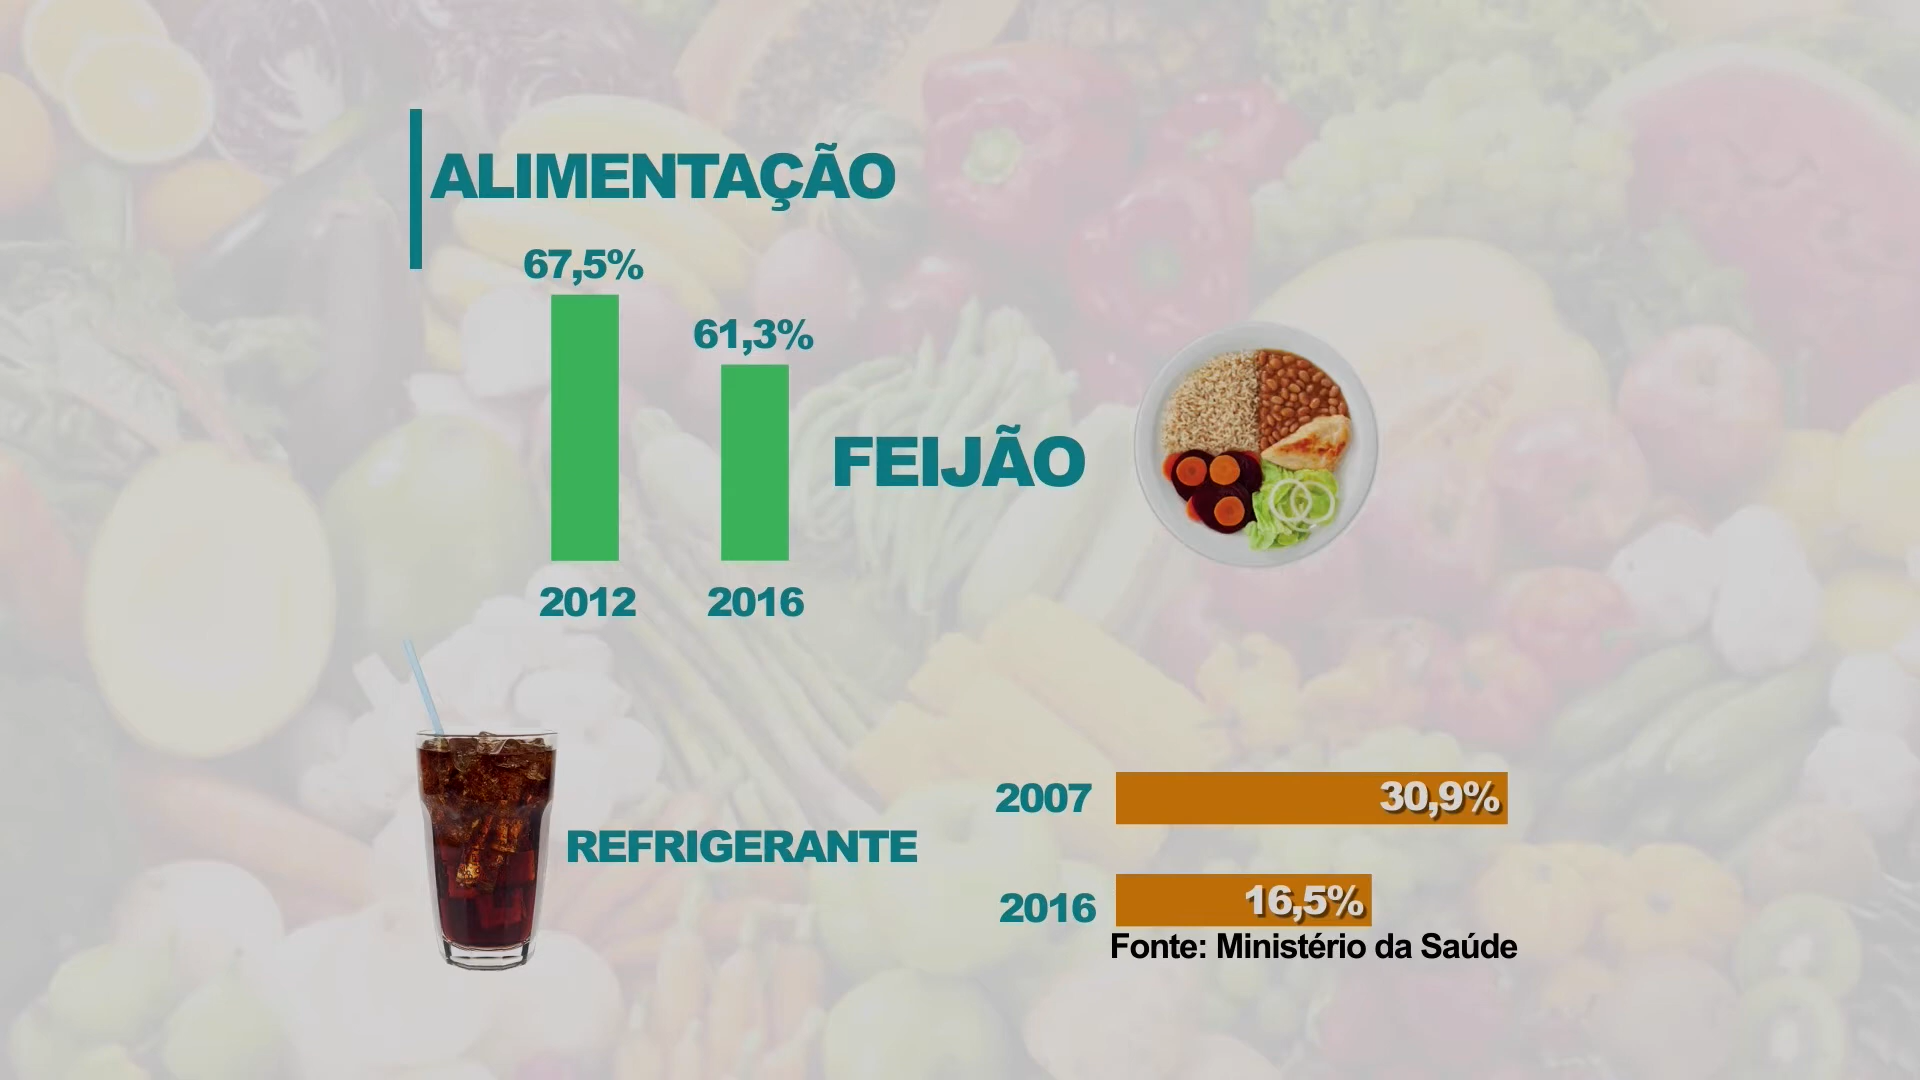 ALIMENTAÇÃO
67,5%
61,3%
FEIJÃO
2012 2016
REFRIGERANTE
2007 30,9%
2016 16,5%
Fonte: Ministério da Saúde